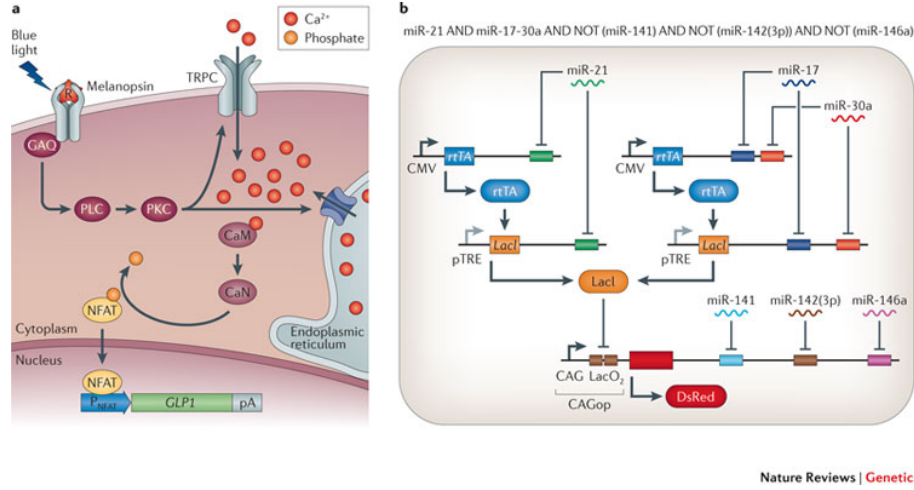 a
Ca²⁺
Phosphate
Blue
light
Melanopsin
TRPC
R
GAQ
PLC
PKC
CaM
CaN
NFAT
Cytoplasm
Endoplasmic
reticulum
Nucleus
NFAT
P_NFAT
GLP1
pA
b
miR-21 AND miR-17-30a AND NOT (miR-141) AND NOT (miR-142(3p)) AND NOT (miR-146a)
miR-21
miR-17
miR-30a
CMV
rtTA
CMV
rtTA
rtTA
rtTA
pTRE
LacI
pTRE
LacI
LacI
miR-141
miR-142(3p)
miR-146a
CAG
LacO₂
CAGop
DsRed
Nature Reviews | Genetic